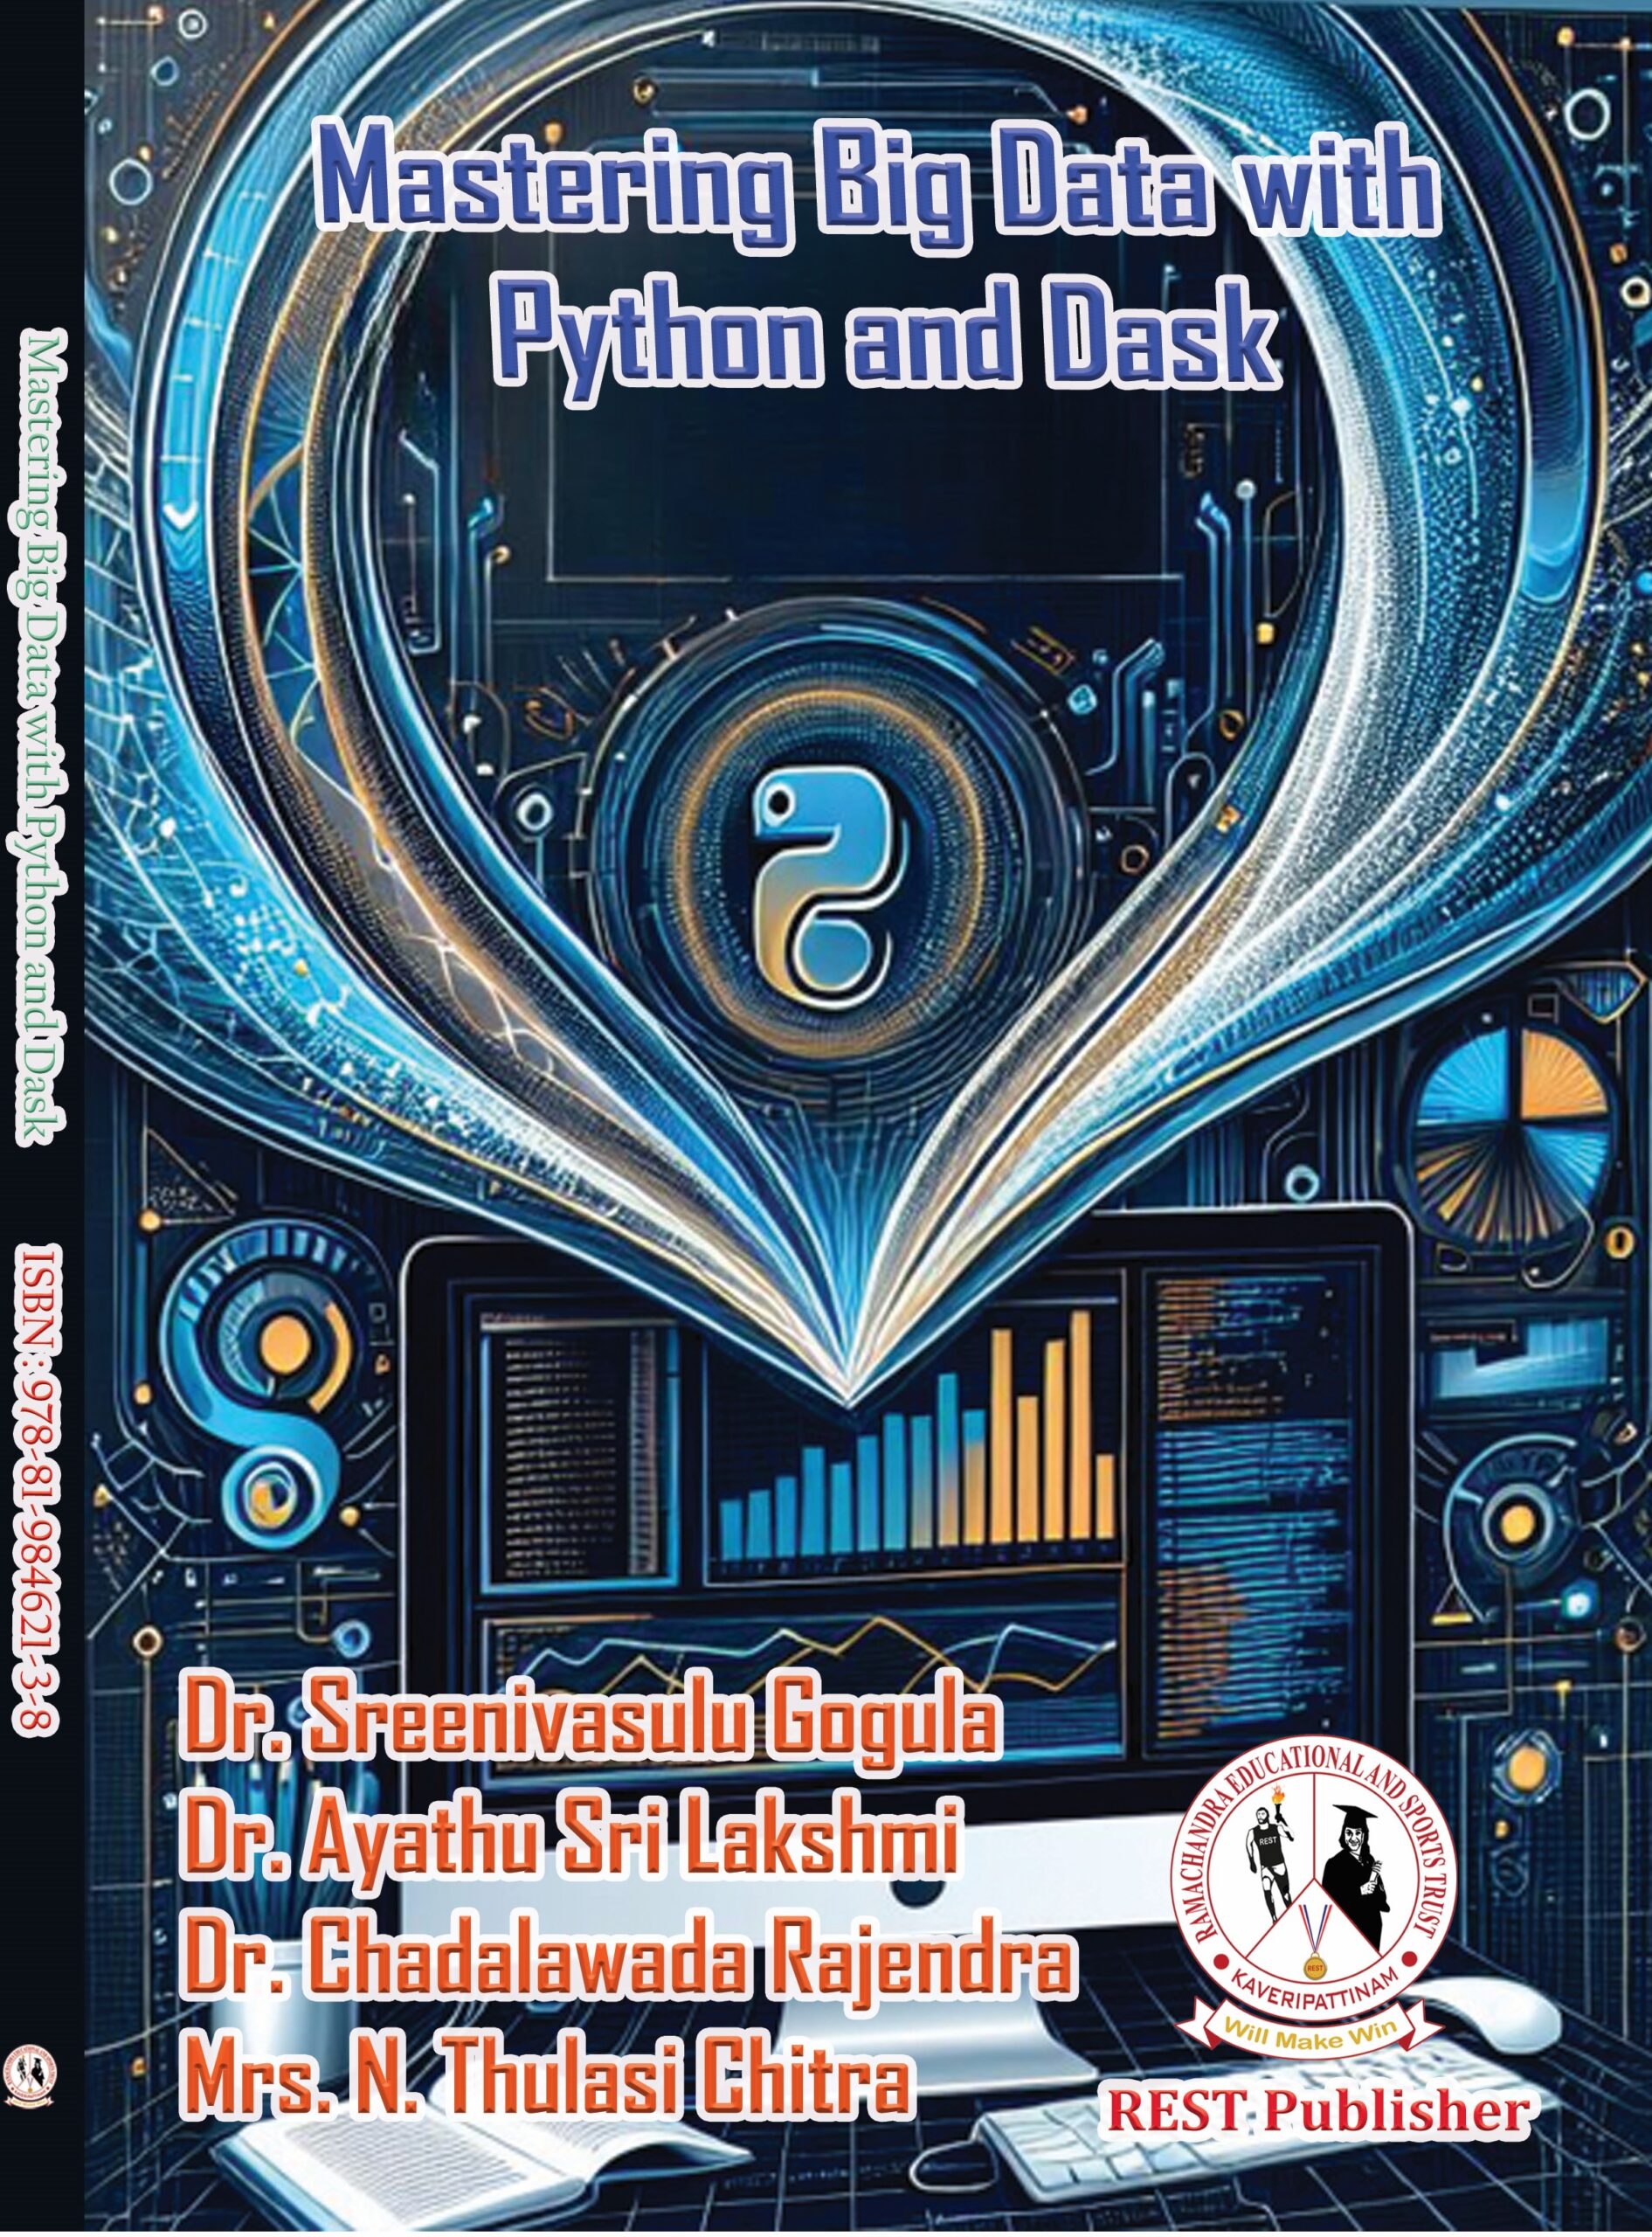 Mastering Big Data with
Python and Dask
Mastering Big Data with Python and Dask
ISBN:978-81-984621-3-8
Dr. Sreenivasulu Gogula
Dr. Ayathu Sri Lakshmi
Dr. Chadalawada Rajendra
Mrs. N. Thulasi Chitra
RAMACHANDRA EDUCATIONAL AND SPORTS TRUST
REST
REST
KAVERIPATTINAM
Will Make Win
REST Publisher